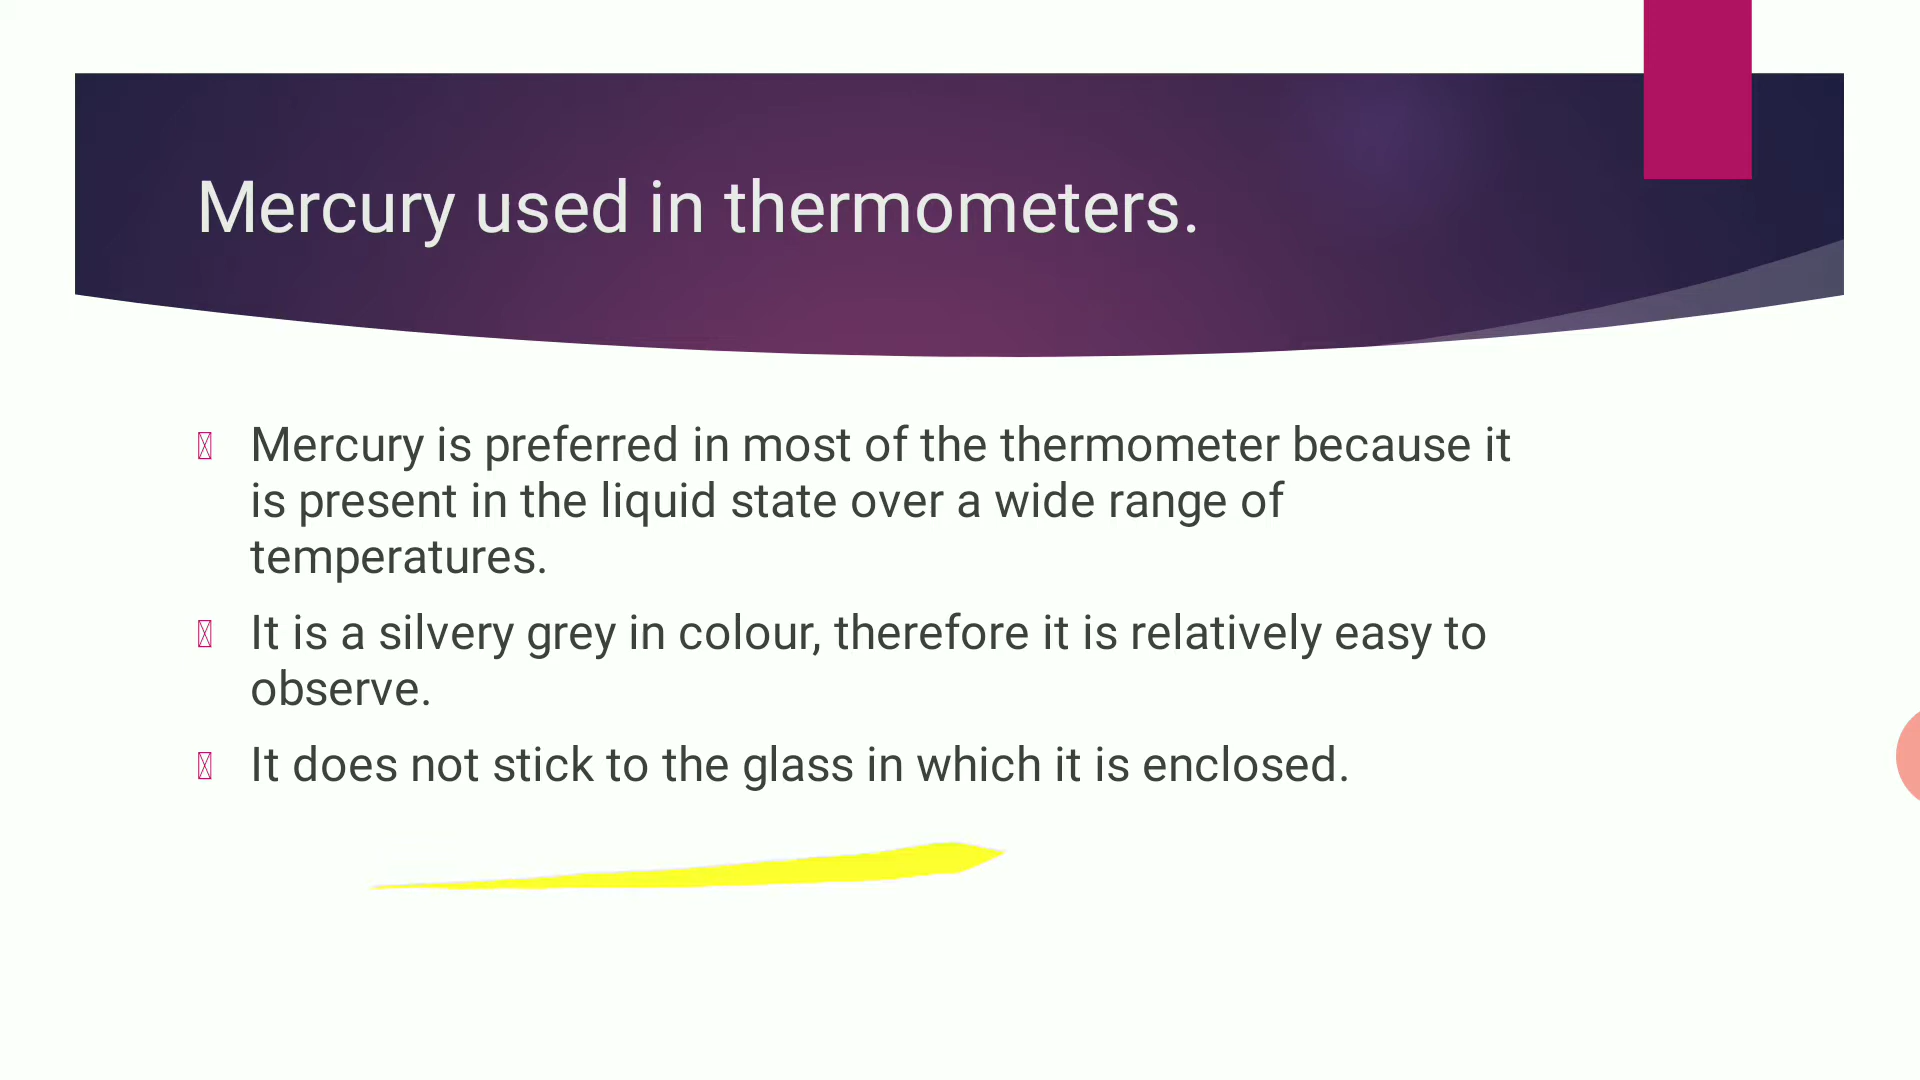 Mercury used in thermometers.
Mercury is preferred in most of the thermometer because it
is present in the liquid state over a wide range of
temperatures.
It is a silvery grey in colour, therefore it is relatively easy to
observe.
It does not stick to the glass in which it is enclosed.